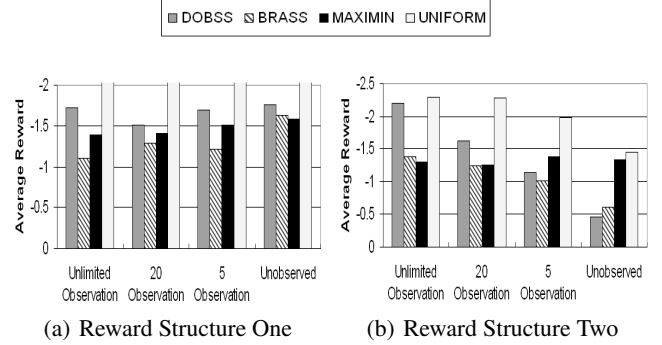 DOBSS BRASS MAXIMIN UNIFORM
Average Reward
-2
-1.5
-1
-0.5
0
Unlimited Observation
20 Observation
5 Observation
Unobserved
(a) Reward Structure One
Average Reward
-2.5
-2
-1.5
-1
-0.5
0
Unlimited Observation
20 Observation
5 Observation
Unobserved
(b) Reward Structure Two